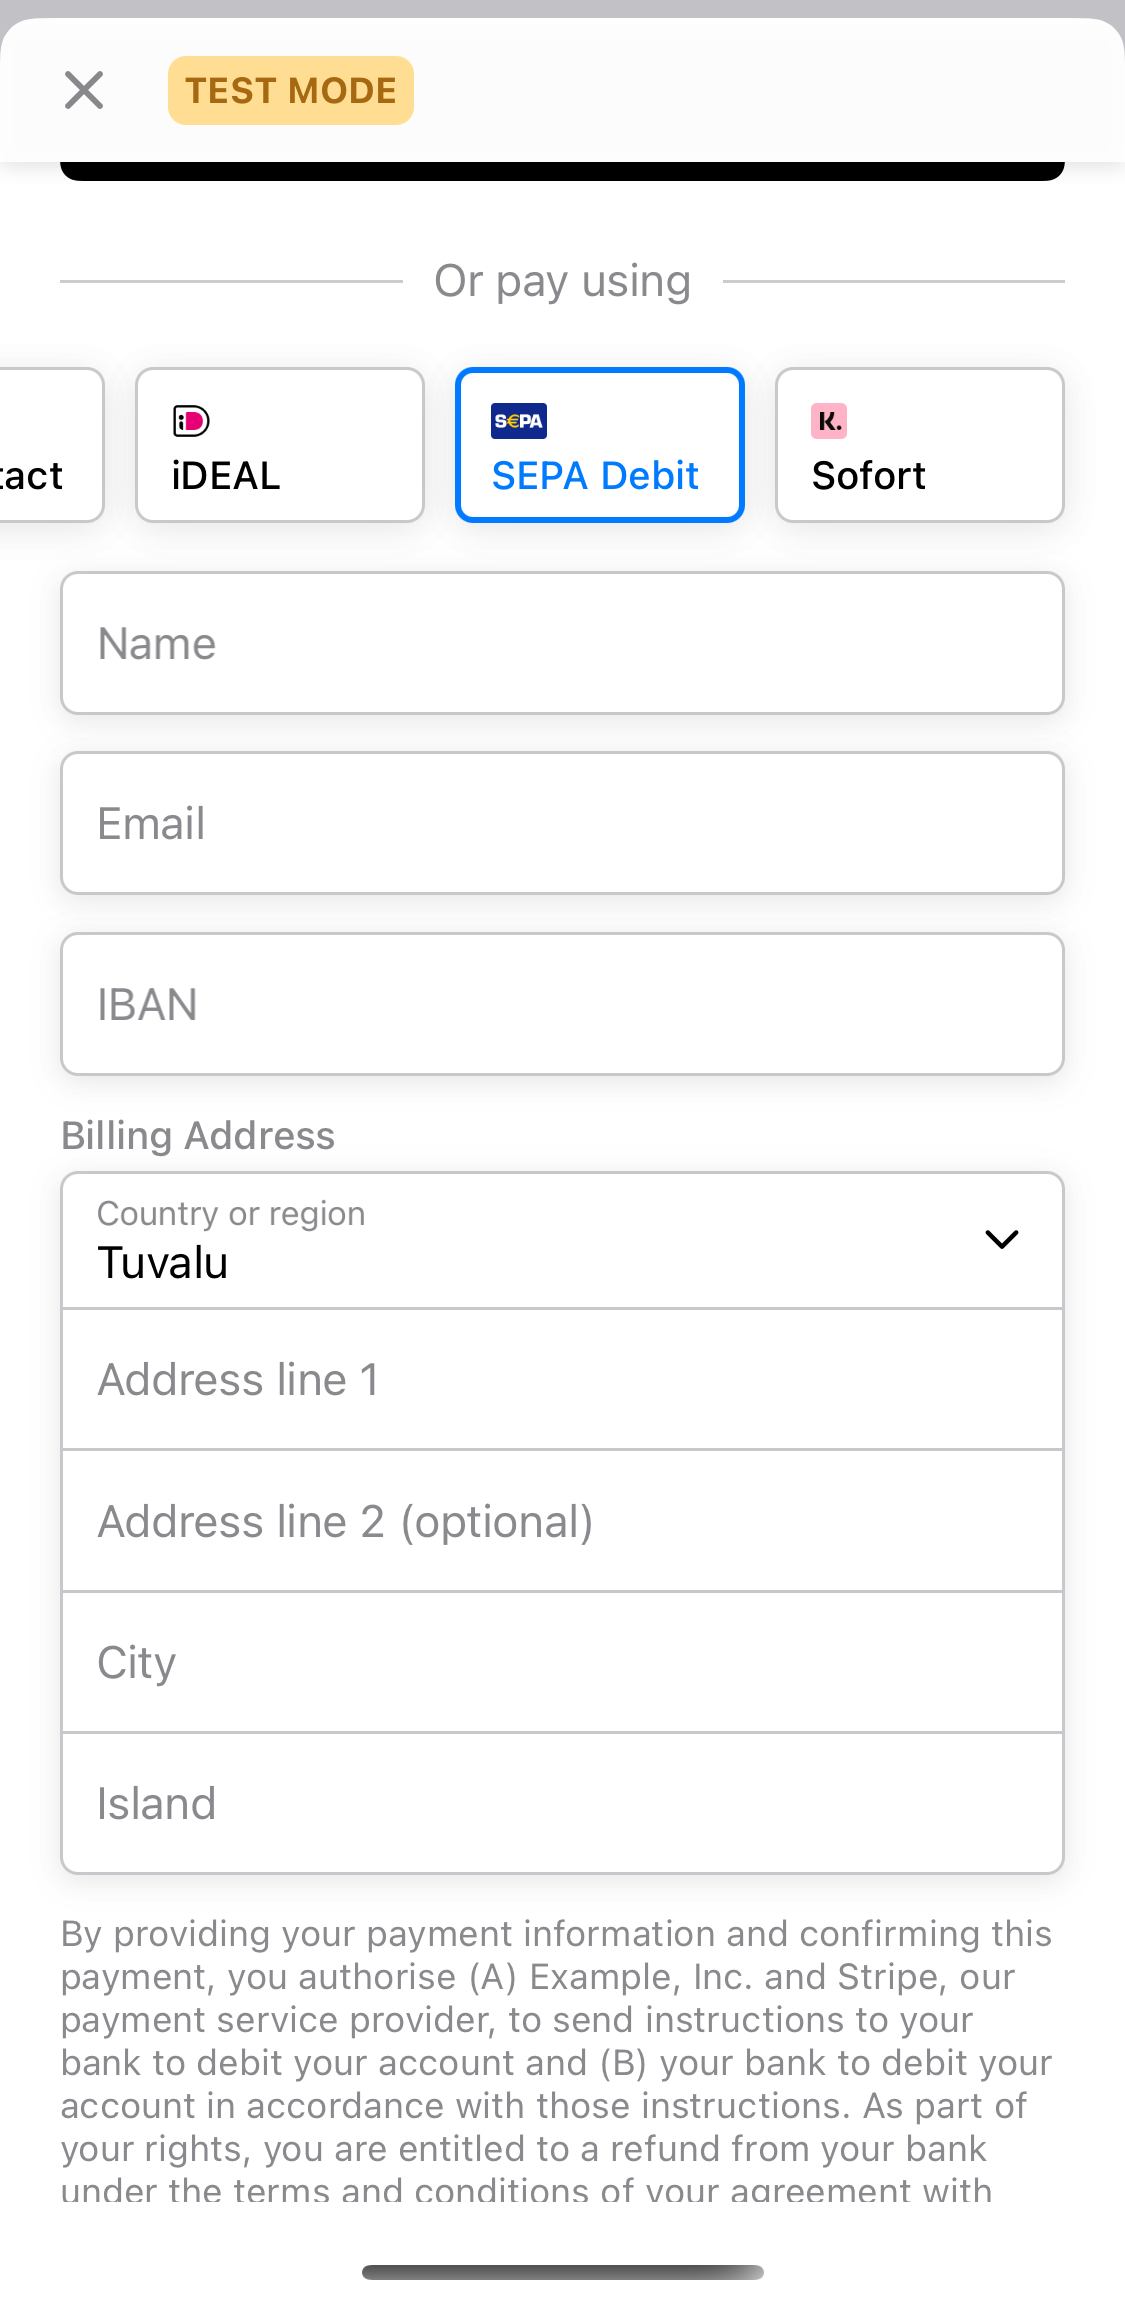 TEST MODE
Or pay using
tact
iD
iDEAL
S€PA
SEPA Debit
K.
Sofort
Name
Email
IBAN
Billing Address
Country or region
Tuvalu
Address line 1
Address line 2 (optional)
City
Island
By providing your payment information and confirming this
payment, you authorise (A) Example, Inc. and Stripe, our
payment service provider, to send instructions to your
bank to debit your account and (B) your bank to debit your
account in accordance with those instructions. As part of
your rights, you are entitled to a refund from your bank
under the terms and conditions of your agreement with